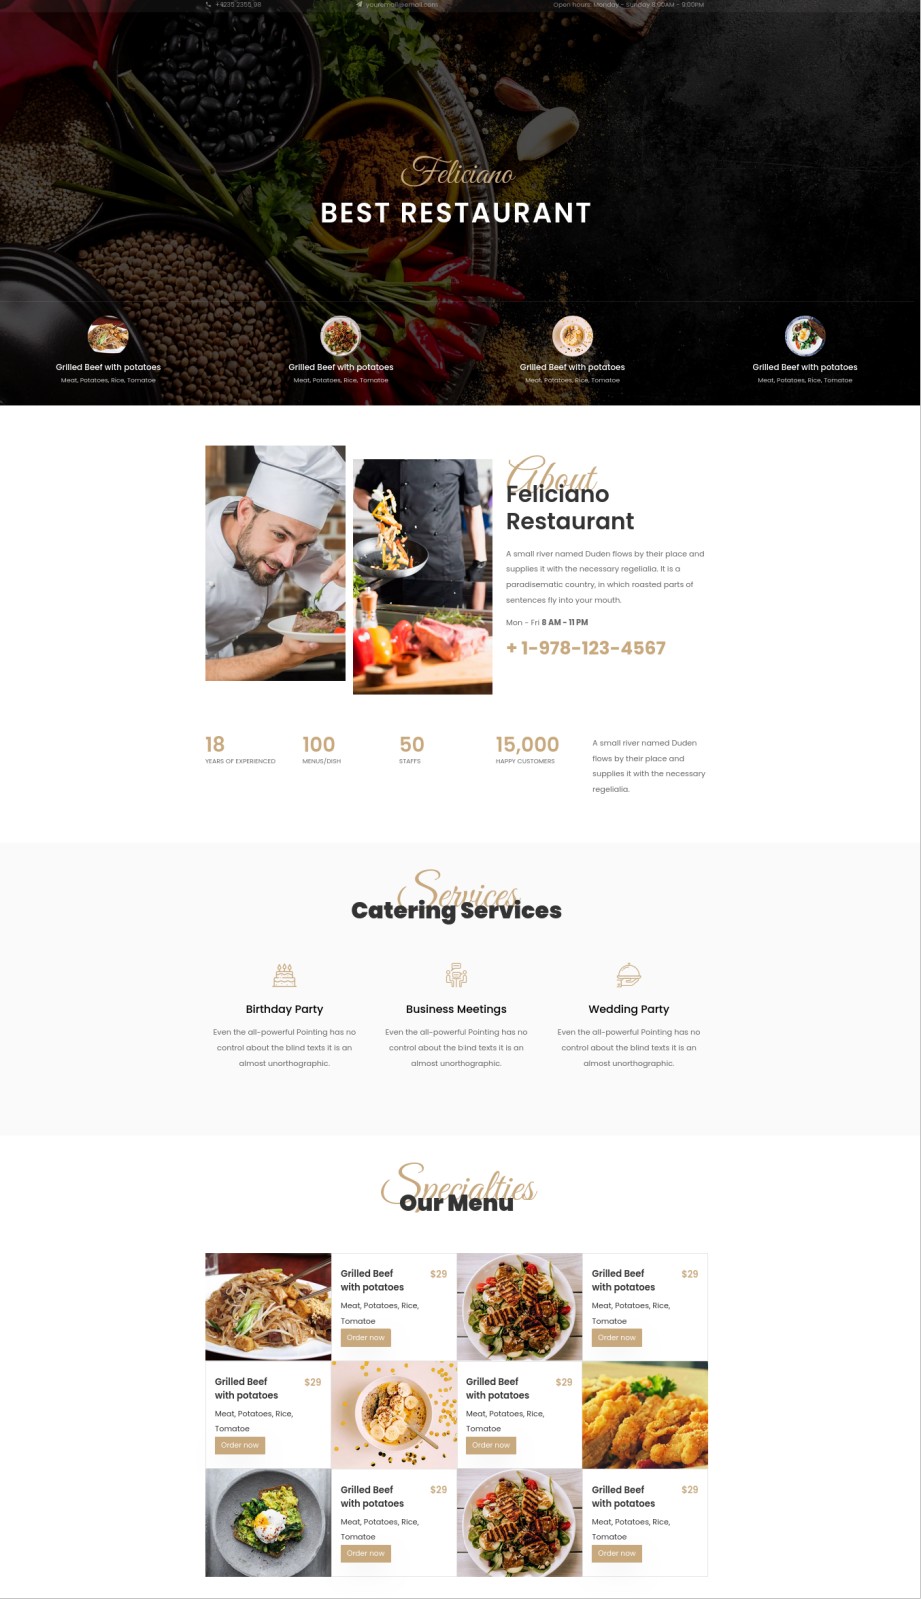 +1235 2355 98
youremail@email.com
Open hours: Monday - Sunday 8:00AM - 9:00PM
Feliciano
BEST RESTAURANT
Grilled Beef with potatoes
Meat, Potatoes, Rice, Tomatoe
Grilled Beef with potatoes
Meat, Potatoes, Rice, Tomatoe
Grilled Beef with potatoes
Meat, Potatoes, Rice, Tomatoe
Grilled Beef with potatoes
Meat, Potatoes, Rice, Tomatoe
About
Feliciano
Restaurant
A small river named Duden flows by their place and
supplies it with the necessary regelialia. It is a
paradisematic country, in which roasted parts of
sentences fly into your mouth.
Mon - Fri 8 AM - 11 PM
+ 1-978-123-4567
18
YEARS OF EXPERIENCED
100
MENUS/DISH
50
STAFFS
15,000
HAPPY CUSTOMERS
A small river named Duden
flows by their place and
supplies it with the necessary
regelialia.
Services
Catering Services
Birthday Party
Even the all-powerful Pointing has no
control about the blind texts it is an
almost unorthographic.
Business Meetings
Even the all-powerful Pointing has no
control about the blind texts it is an
almost unorthographic.
Wedding Party
Even the all-powerful Pointing has no
control about the blind texts it is an
almost unorthographic.
Specialties
Our Menu
Grilled Beef
with potatoes
$29
Meat, Potatoes, Rice,
Tomatoe
Order now
Grilled Beef
with potatoes
$29
Meat, Potatoes, Rice,
Tomatoe
Order now
Grilled Beef
with potatoes
$29
Meat, Potatoes, Rice,
Tomatoe
Order now
Grilled Beef
with potatoes
$29
Meat, Potatoes, Rice,
Tomatoe
Order now
Grilled Beef
with potatoes
$29
Meat, Potatoes, Rice,
Tomatoe
Order now
Grilled Beef
with potatoes
$29
Meat, Potatoes, Rice,
Tomatoe
Order now